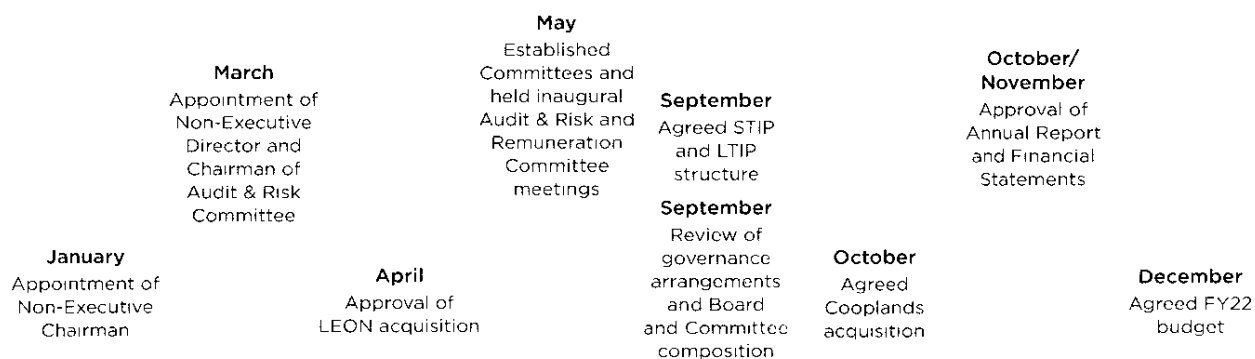 January
Appointment of
Non-Executive
Chairman
March
Appointment of
Non-Executive
Director and
Chairman of
Audit & Risk
Committee
April
Approval of
LEON acquisition
May
Established
Committees and
held inaugural
Audit & Risk and
Remuneration
Committee
meetings
September
Agreed STIP
and LTIP
structure
September
Review of
governance
arrangements
and Board
and Committee
composition
October
Agreed
Cooplands
acquisition
October/
November
Approval of
Annual Report
and Financial
Statements
December
Agreed FY22
budget